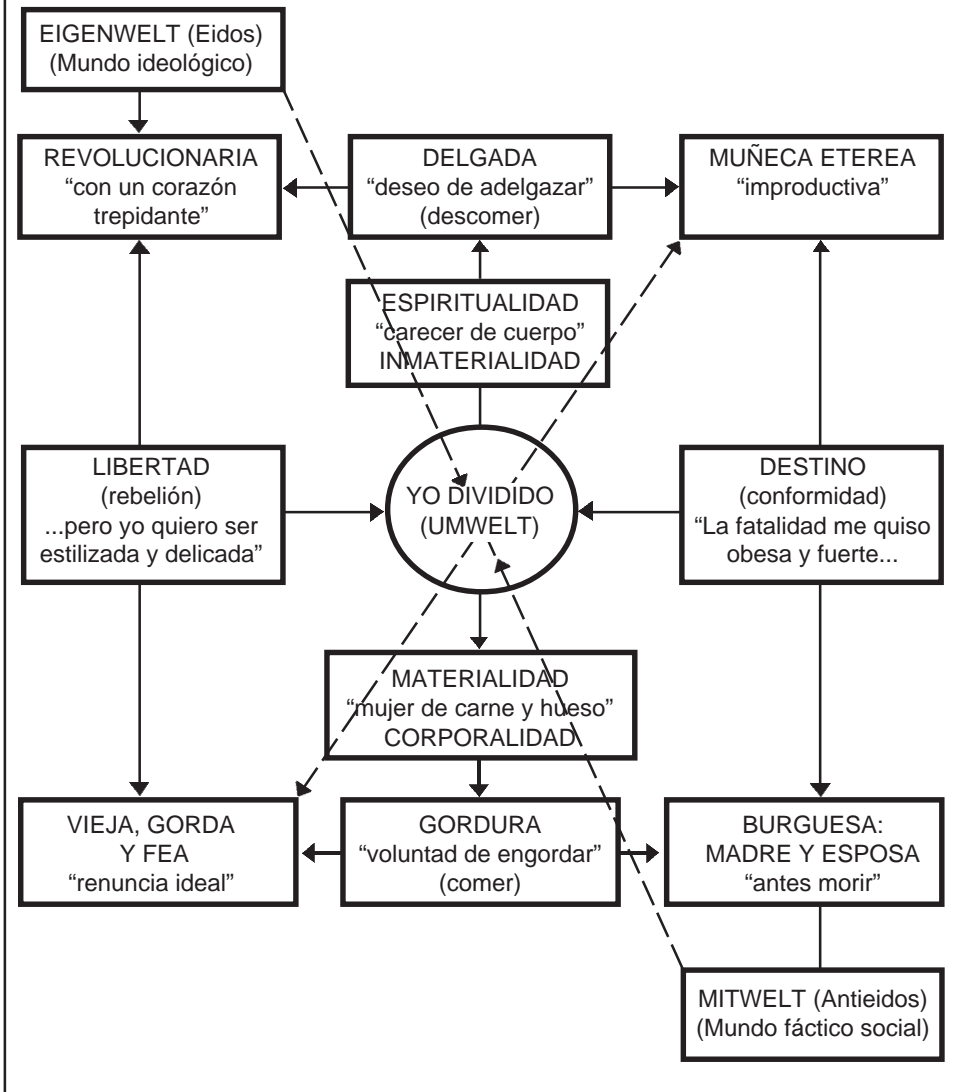 EIGENWELT (Eidos)
(Mundo ideológico)
REVOLUCIONARIA
“con un corazón
trepidante”
DELGADA
“deseo de adelgazar”
(descomer)
MUÑECA ETEREA
“improductiva”
ESPIRITUALIDAD
“carecer de cuerpo”
INMATERIALIDAD
LIBERTAD
(rebelión)
...pero yo quiero ser
estilizada y delicada”
YO DIVIDIDO
(UMWELT)
DESTINO
(conformidad)
“La fatalidad me quiso
obesa y fuerte...
MATERIALIDAD
“mujer de carne y hueso”
CORPORALIDAD
VIEJA, GORDA
Y FEA
“renuncia ideal”
GORDURA
“voluntad de engordar”
(comer)
BURGUESA:
MADRE Y ESPOSA
“antes morir”
MITWELT (Antieidos)
(Mundo fáctico social)